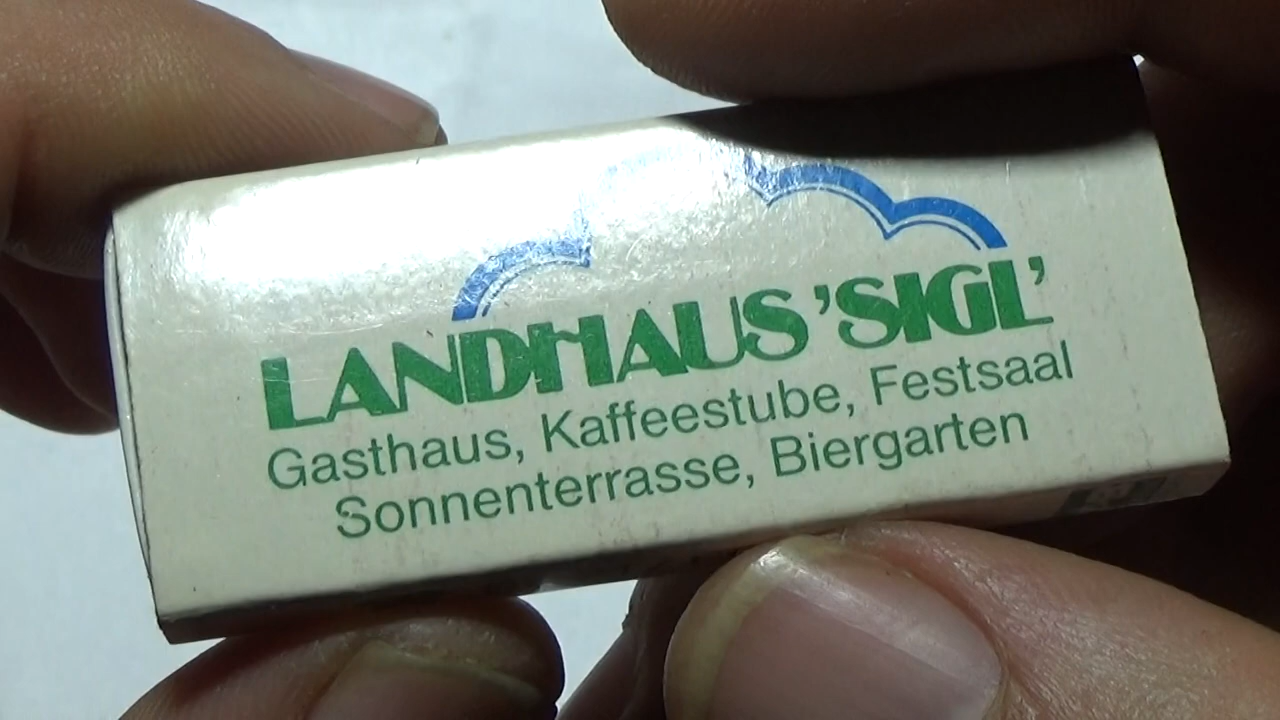 LANDHAUS 'SIGL'
Gasthaus, Kaffeestube, Festsaal
Sonnenterrasse, Biergarten